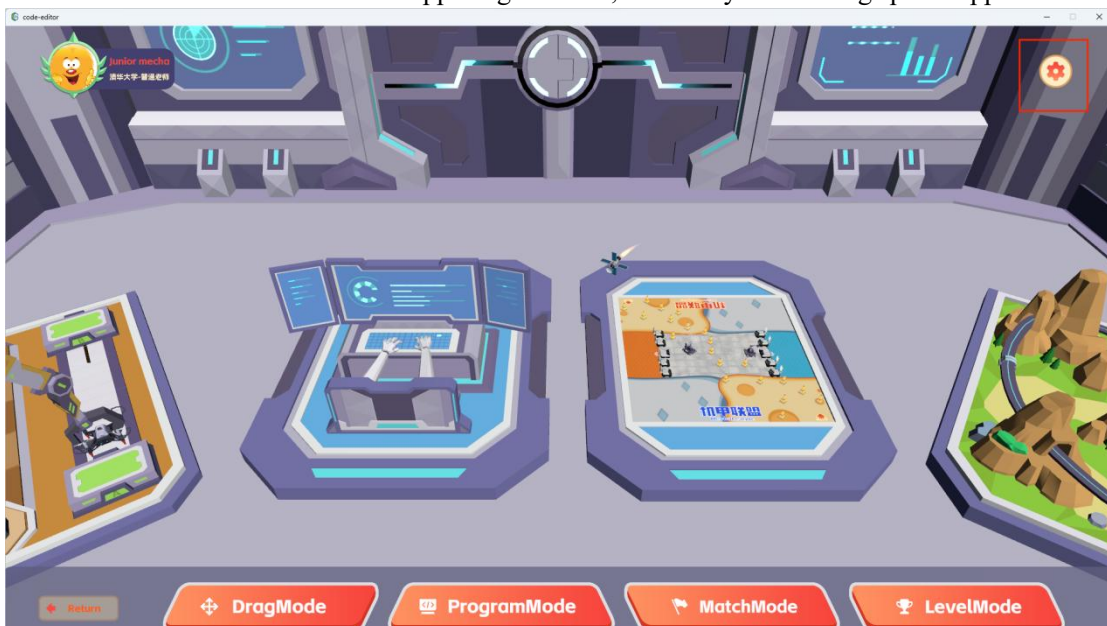 code-editor
Junior mecha
清华大学-普通老师
机甲联盟
Return
DragMode
ProgramMode
MatchMode
LevelMode